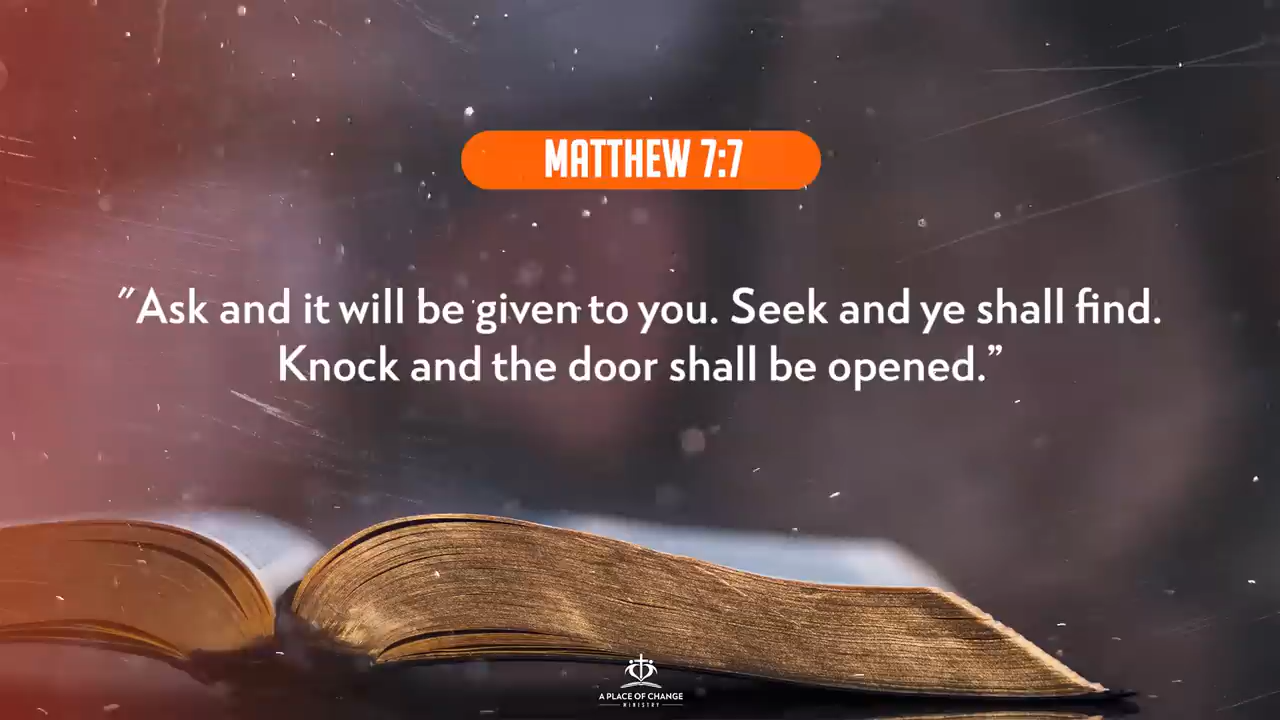 MATTHEW 7:7
"Ask and it will be given to you. Seek and ye shall find.
Knock and the door shall be opened.”
A PLACE OF CHANGE
MINISTRY